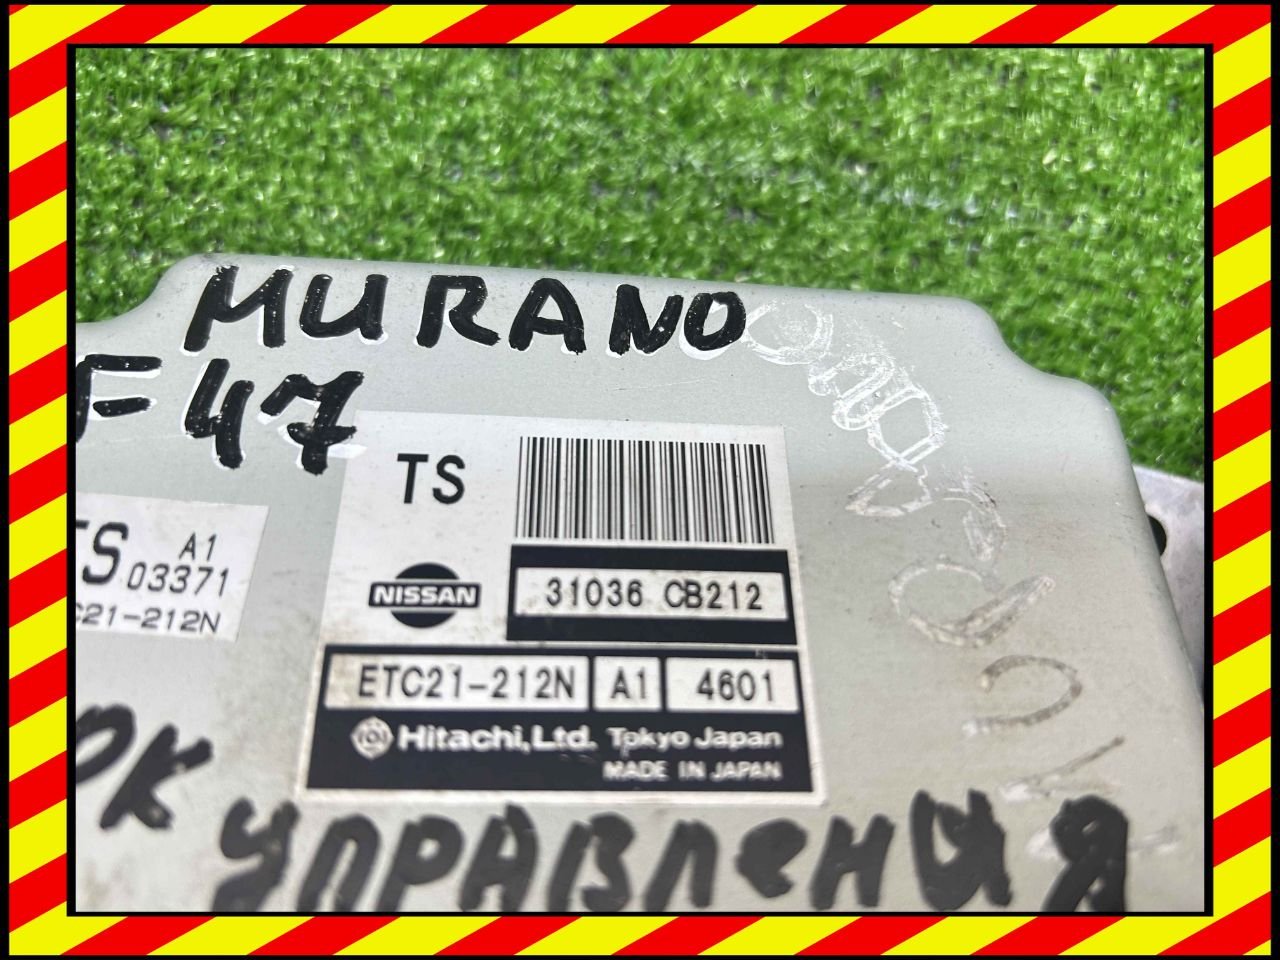 MURANO
F47
TS
NISSAN
31036 CB212
ETC21-212N A1 4601
Hitachi,Ltd. Tokyo Japan
MADE IN JAPAN
TS A1
03371
C21-212N
ОК УПРАВЛЕНИЯ